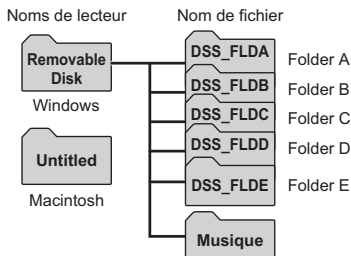 Noms de lecteur
Nom de fichier
Removable
Disk
Windows
Untitled
Macintosh
DSS_FLDA
Folder A
DSS_FLDB
Folder B
DSS_FLDC
Folder C
DSS_FLDD
Folder D
DSS_FLDE
Folder E
Musique